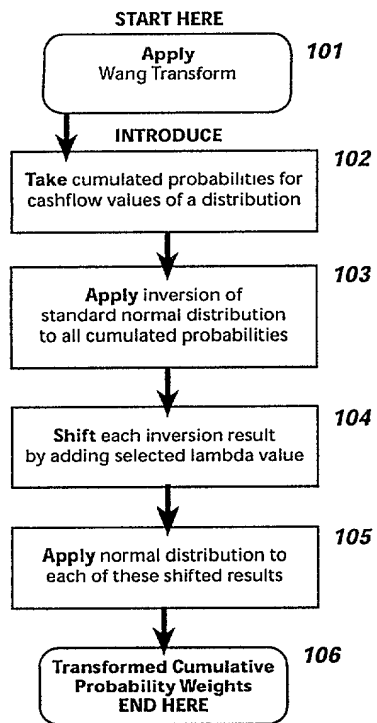 START HERE
101
Apply
Wang Transform
INTRODUCE
102
Take cumulated probabilities for
cashflow values of a distribution
103
Apply inversion of
standard normal distribution
to all cumulated probabilities
104
Shift each inversion result
by adding selected lambda value
105
Apply normal distribution to
each of these shifted results
106
Transformed Cumulative
Probability Weights
END HERE